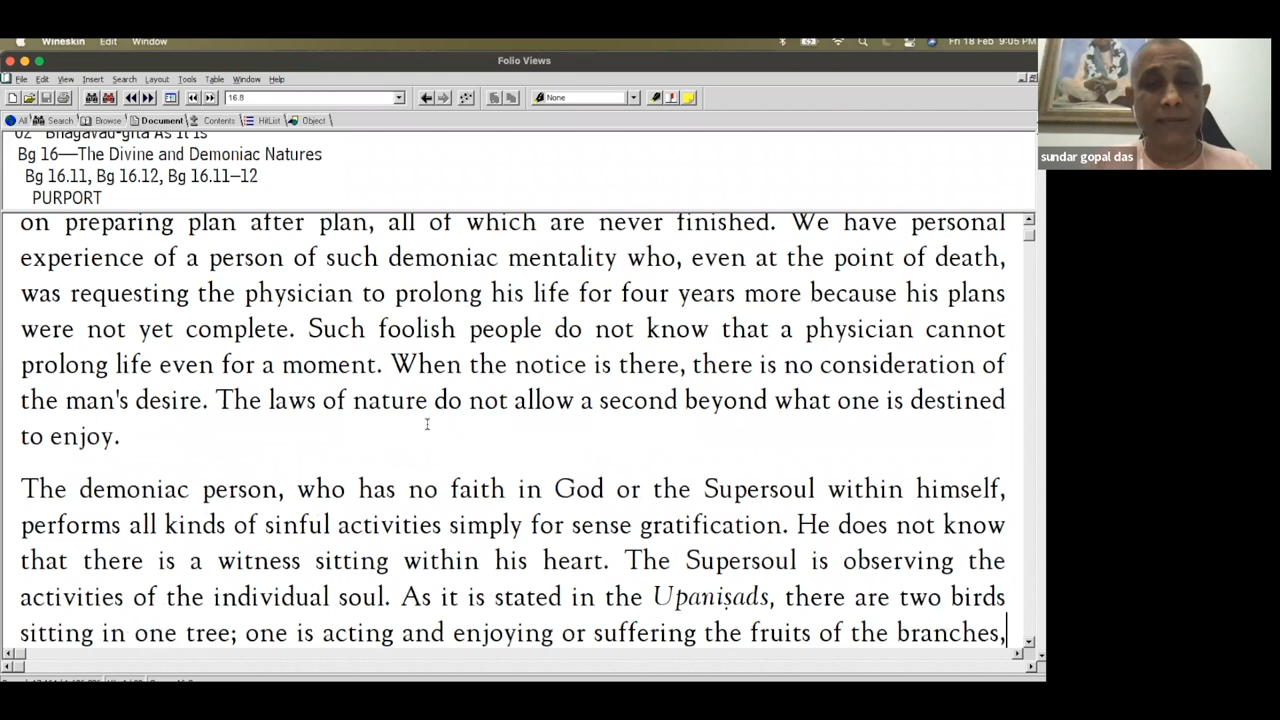 Wineskin Edit Window Fri 18 Feb 9:05 PM
Folio Views
File Edit View Insert Search Layout Tools Table Window Help
16.8 None
All Search Browse Document Contents HitList Object
02 Bhagavad-gita As It Is
Bg 16—The Divine and Demoniac Natures
Bg 16.11, Bg 16.12, Bg 16.11–12
PURPORT
on preparing plan after plan, all of which are never finished. We have personal
experience of a person of such demoniac mentality who, even at the point of death,
was requesting the physician to prolong his life for four years more because his plans
were not yet complete. Such foolish people do not know that a physician cannot
prolong life even for a moment. When the notice is there, there is no consideration of
the man's desire. The laws of nature do not allow a second beyond what one is destined
to enjoy.
The demoniac person, who has no faith in God or the Supersoul within himself,
performs all kinds of sinful activities simply for sense gratification. He does not know
that there is a witness sitting within his heart. The Supersoul is observing the
activities of the individual soul. As it is stated in the Upaniṣads, there are two birds
sitting in one tree; one is acting and enjoying or suffering the fruits of the branches,
sundar gopal das